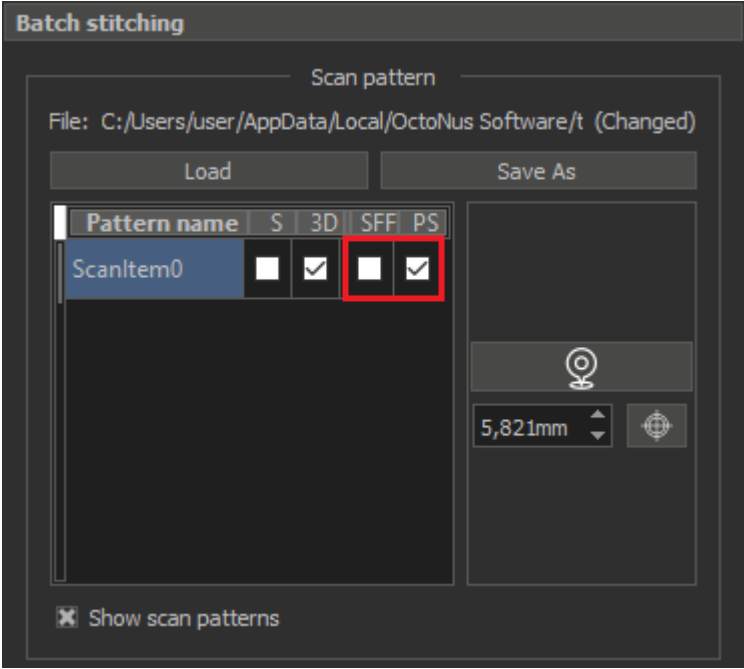 Batch stitching
Scan pattern
File: C:/Users/user/AppData/Local/OctoNus Software/t (Changed)
Load Save As
Pattern name S 3D SFF PS
ScanItem0
5,821mm
Show scan patterns